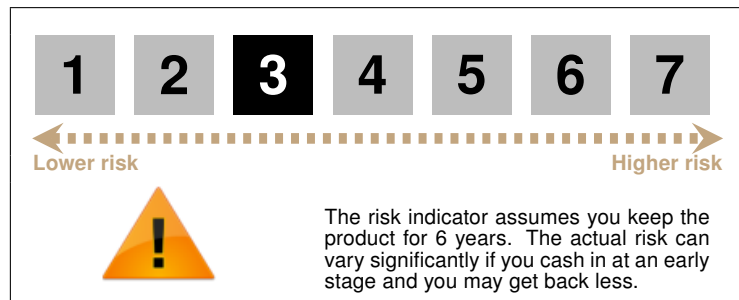 1 2 3 4 5 6 7
Lower risk Higher risk
!
The risk indicator assumes you keep the
product for 6 years. The actual risk can
vary significantly if you cash in at an early
stage and you may get back less.